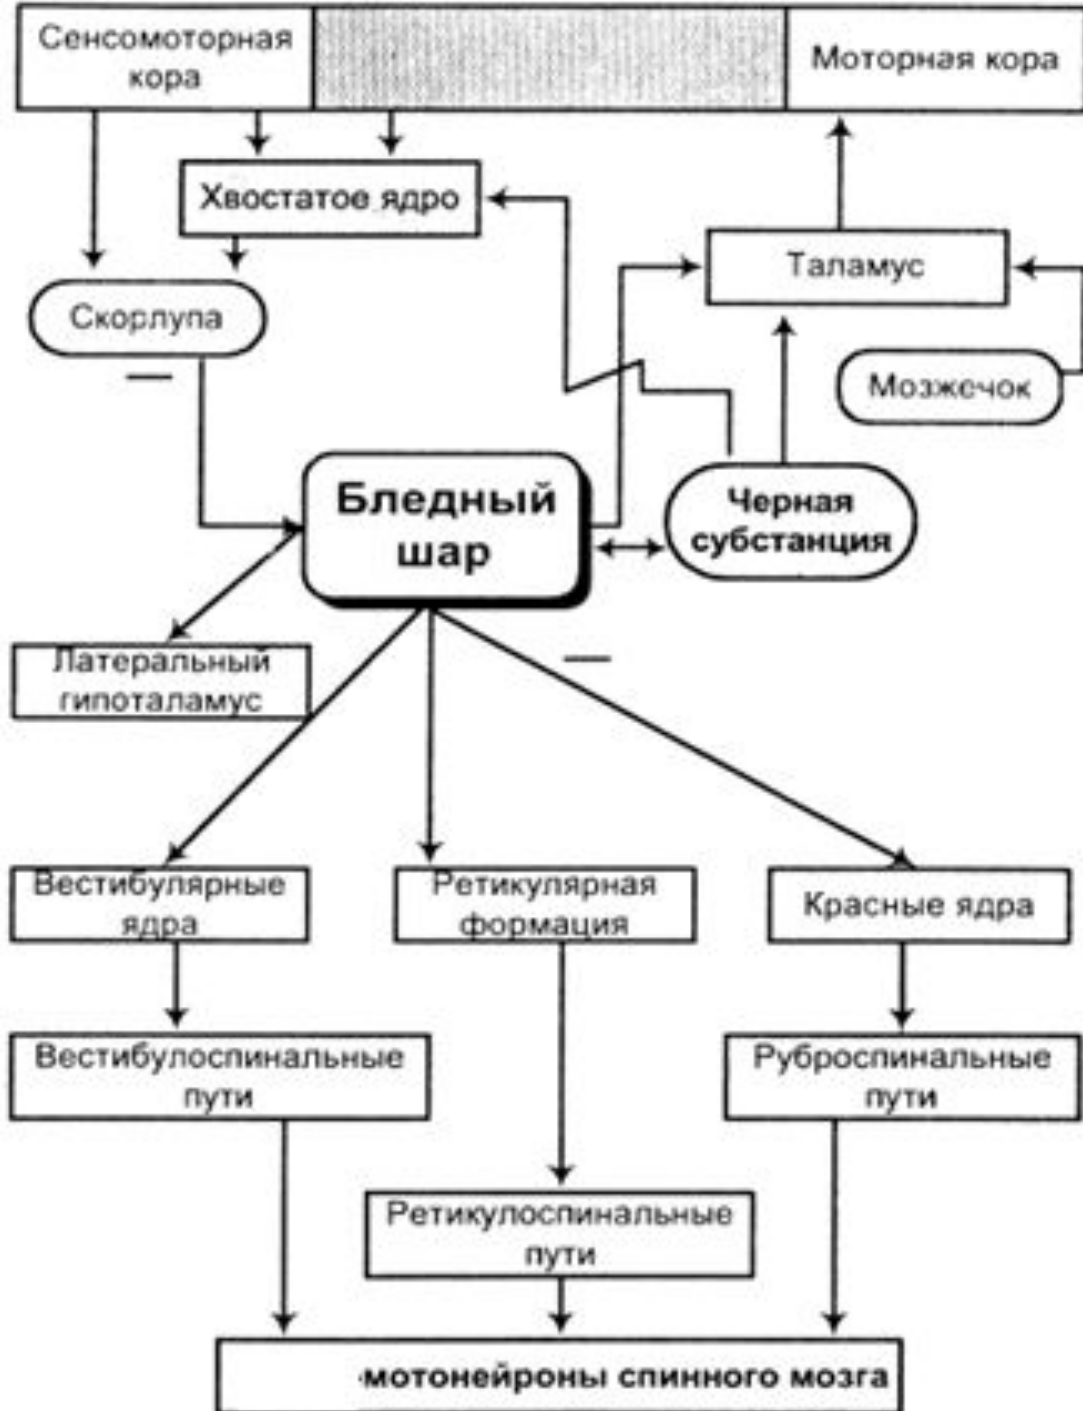 Сенсомоторная
кора
Моторная кора
Хвостатое ядро
Таламус
Скорлупа
Мозжечок
Бледный
шар
Черная
субстанция
Латеральный
гипоталамус
Вестибулярные
ядра
Ретикулярная
формация
Красные ядра
Вестибулоспинальные
пути
Руброспинальные
пути
Ретикулоспинальные
пути
мотонейроны спинного мозга